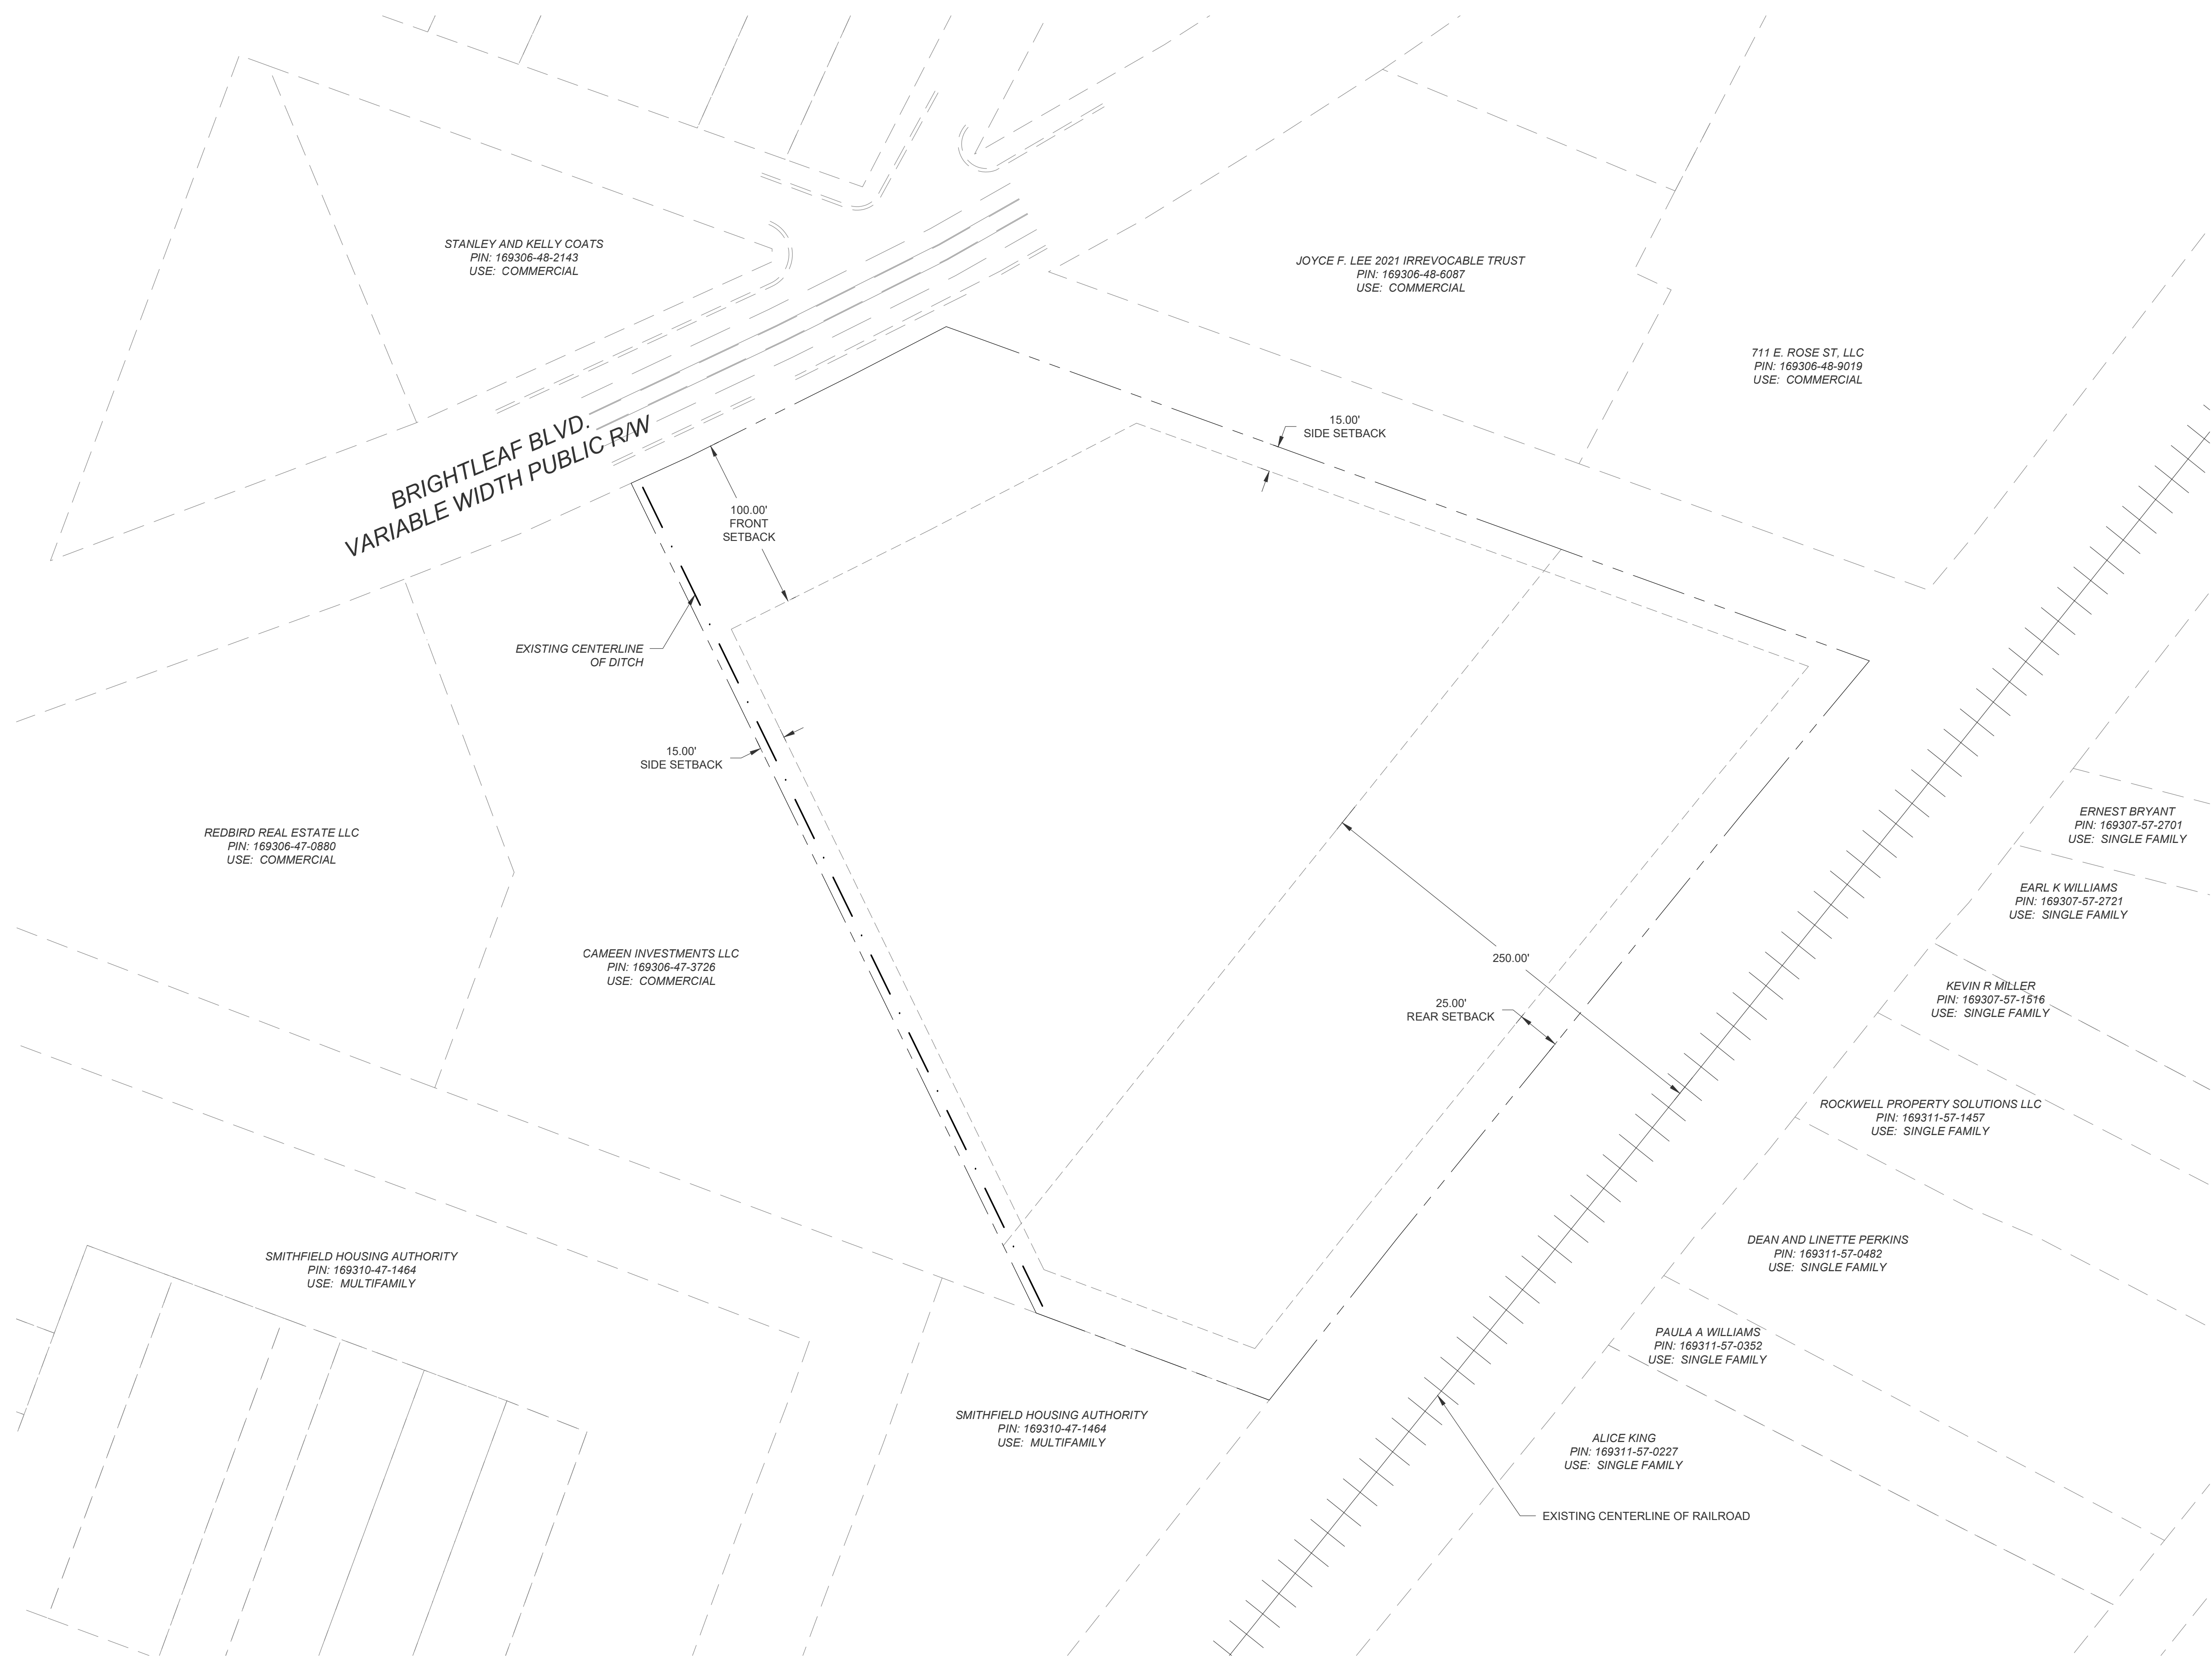 STANLEY AND KELLY COATS
PIN: 169306-48-2143
USE: COMMERCIAL
JOYCE F. LEE 2021 IRREVOCABLE TRUST
PIN: 169306-48-6087
USE: COMMERCIAL
711 E. ROSE ST, LLC
PIN: 169306-48-9019
USE: COMMERCIAL
BRIGHTLEAF BLVD.
VARIABLE WIDTH PUBLIC R/W
15.00'
SIDE SETBACK
100.00'
FRONT
SETBACK
EXISTING CENTERLINE
OF DITCH
15.00'
SIDE SETBACK
REDBIRD REAL ESTATE LLC
PIN: 169306-47-0880
USE: COMMERCIAL
CAMEEN INVESTMENTS LLC
PIN: 169306-47-3726
USE: COMMERCIAL
250.00'
25.00'
REAR SETBACK
ERNEST BRYANT
PIN: 169307-57-2701
USE: SINGLE FAMILY
EARL K WILLIAMS
PIN: 169307-57-2721
USE: SINGLE FAMILY
KEVIN R MILLER
PIN: 169307-57-1516
USE: SINGLE FAMILY
ROCKWELL PROPERTY SOLUTIONS LLC
PIN: 169311-57-1457
USE: SINGLE FAMILY
DEAN AND LINETTE PERKINS
PIN: 169311-57-0482
USE: SINGLE FAMILY
SMITHFIELD HOUSING AUTHORITY
PIN: 169310-47-1464
USE: MULTIFAMILY
PAULA A WILLIAMS
PIN: 169311-57-0352
USE: SINGLE FAMILY
SMITHFIELD HOUSING AUTHORITY
PIN: 169310-47-1464
USE: MULTIFAMILY
ALICE KING
PIN: 169311-57-0227
USE: SINGLE FAMILY
EXISTING CENTERLINE OF RAILROAD